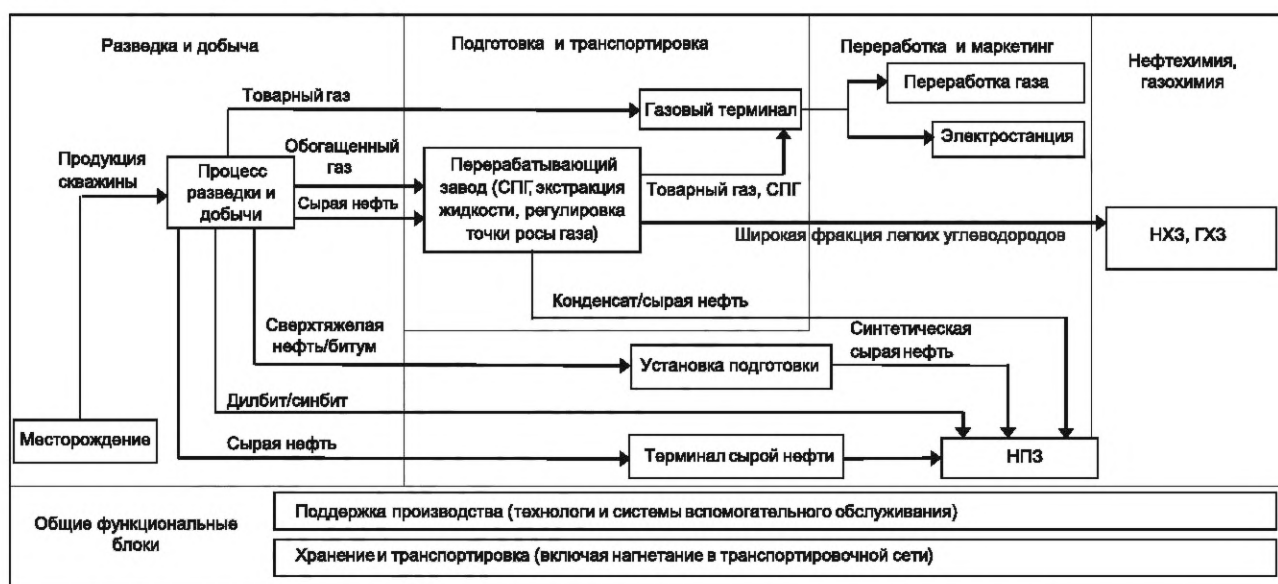 Разведка и добыча
Подготовка и транспортировка
Переработка и маркетинг
Нефтехимия,
газохимия
Товарный газ
Газовый терминал
Переработка газа
Электростанция
Продукция
скважины
Процесс
разведки и
добычи
Обогащенный
газ
Сырая нефть
Перерабатывающий
завод (СПГ, экстракция
жидкости, регулировка
точки росы газа)
Товарный газ, СПГ
Широкая фракция легких углеводородов
НХЗ, ГХЗ
Конденсат/сырая нефть
Сверхтяжелая
нефть/битум
Установка подготовки
Синтетическая
сырая нефть
Дилбит/синбит
Месторождение
Сырая нефть
Терминал сырой нефти
НПЗ
Общие функциональные
блоки
Поддержка производства (технологи и системы вспомогательного обслуживания)
Хранение и транспортировка (включая нагнетание в транспортировочной сети)